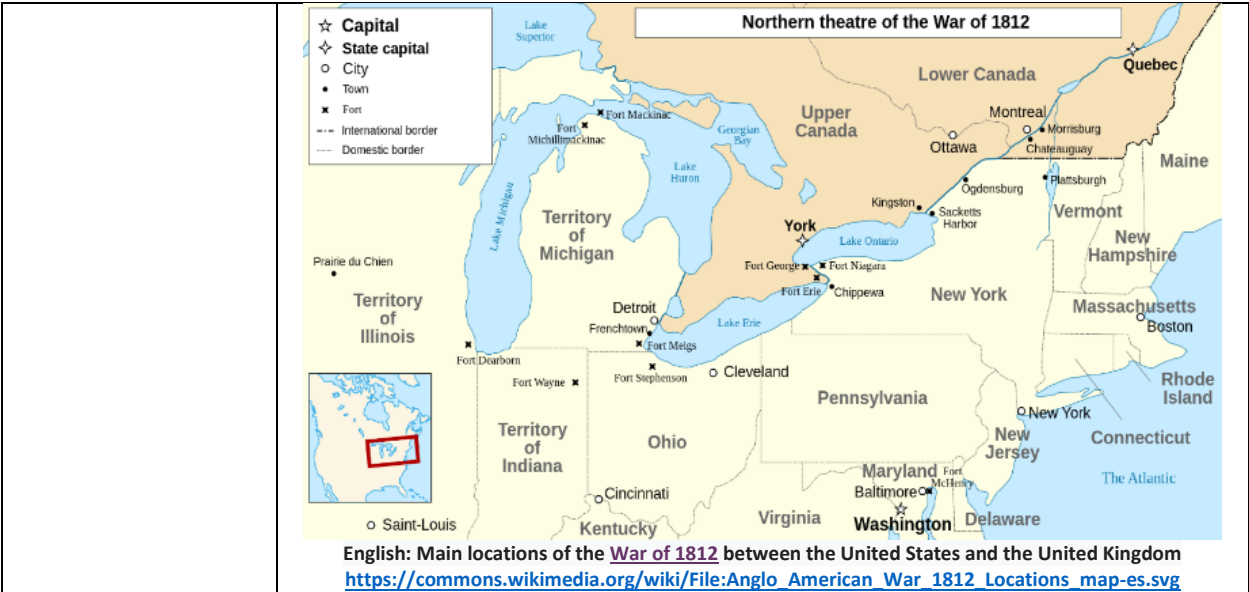 Northern theatre of the War of 1812
Capital
State capital
City
Town
Fort
International border
Domestic border
Lake
Superior
Quebec
Lower Canada
Upper
Canada
Montreal
Morrisburg
Ottawa
Chateauguay
Maine
Fort Mackinac
Fort
Michillimackinac
Georgian
Bay
Lake
Huron
Lake Michigan
Ogdensburg
Plattsburgh
Kingston
Sacketts
Harbor
Vermont
New
Hampshire
Territory
of
Michigan
York
Lake Ontario
Prairie du Chien
Fort George
Fort Niagara
Fort Erie
Chippewa
New York
Territory
of
Illinois
Detroit
Frenchtown
Lake Erie
Massachusetts
Boston
Fort Dearborn
Fort Meigs
Fort Wayne
Fort Stephenson
Cleveland
Rhode
Island
Pennsylvania
New York
Connecticut
Territory
of
Indiana
Ohio
New
Jersey
The Atlantic
Maryland
Fort
McHenry
Baltimore
Cincinnati
Saint-Louis
Kentucky
Virginia
Washington
Delaware
English: Main locations of the War of 1812 between the United States and the United Kingdom
https://commons.wikimedia.org/wiki/File:Anglo_American_War_1812_Locations_map-es.svg